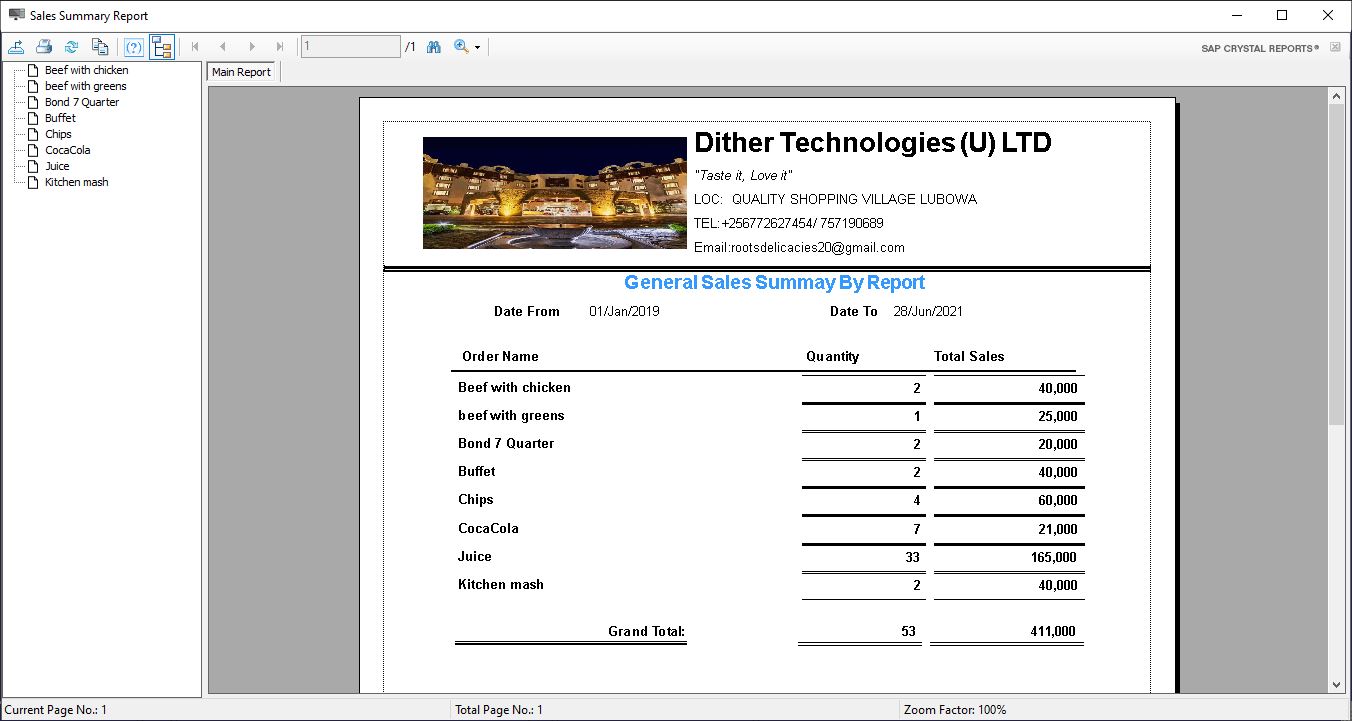 Sales Summary Report
1 /1
SAP CRYSTAL REPORTS®
Beef with chicken
beef with greens
Bond 7 Quarter
Buffet
Chips
CocaCola
Juice
Kitchen mash
Main Report
Dither Technologies (U) LTD
"Taste it, Love it"
LOC: QUALITY SHOPPING VILLAGE LUBOWA
TEL:+256772627454/ 757190689
Email:rootsdelicacies20@gmail.com
General Sales Summay By Report
Date From 01/Jan/2019 Date To 28/Jun/2021
Order Name Quantity Total Sales
Beef with chicken 2 40,000
beef with greens 1 25,000
Bond 7 Quarter 2 20,000
Buffet 2 40,000
Chips 4 60,000
CocaCola 7 21,000
Juice 33 165,000
Kitchen mash 2 40,000
Grand Total: 53 411,000
Current Page No.: 1 Total Page No.: 1 Zoom Factor: 100%